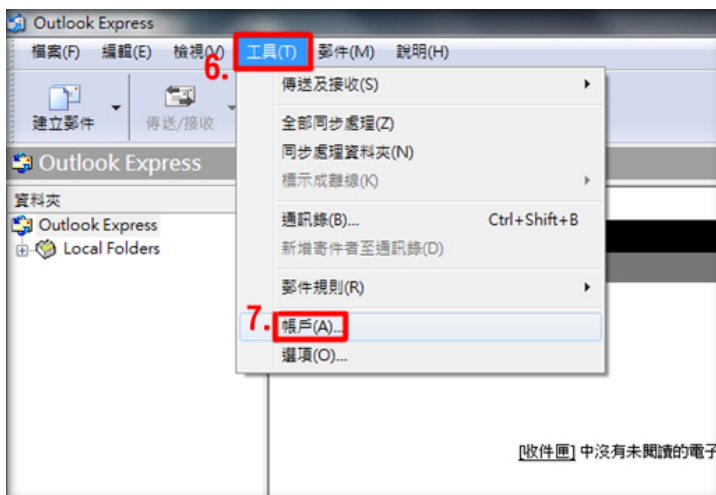 Outlook Express
檔案(F) 編輯(E) 檢視(V) 工具(T) 郵件(M) 說明(H)
6.
建立郵件 傳送/接收
傳送及接收(S)
全部同步處理(Z)
同步處理資料夾(N)
標示成離線(K)
通訊錄(B)... Ctrl+Shift+B
新增寄件者至通訊錄(D)
郵件規則(R)
7. 帳戶(A)...
選項(O)...
Outlook Express
資料夾
Outlook Express
Local Folders
[收件匣] 中沒有未閱讀的電子